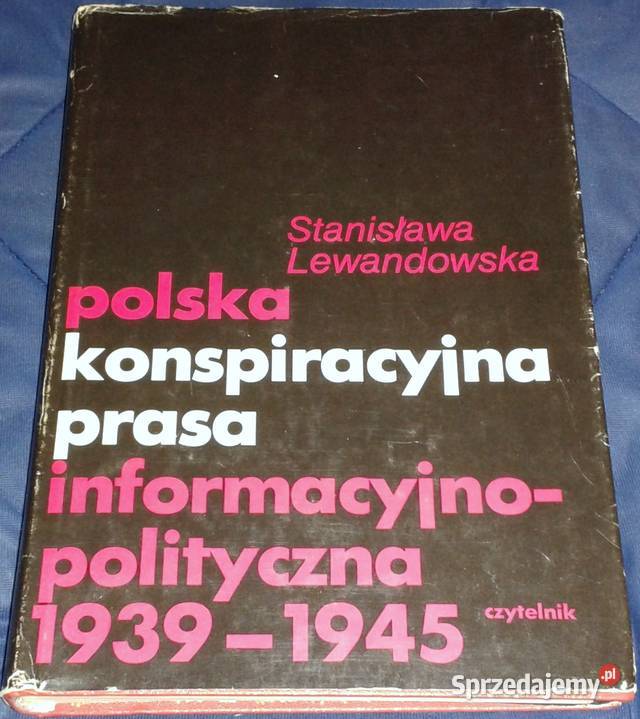 Stanisława
Lewandowska
polska
konspiracyjna
prasa
informacyjno-
polityczna
1939–1945
czytelnik
Sprzedajemy.pl